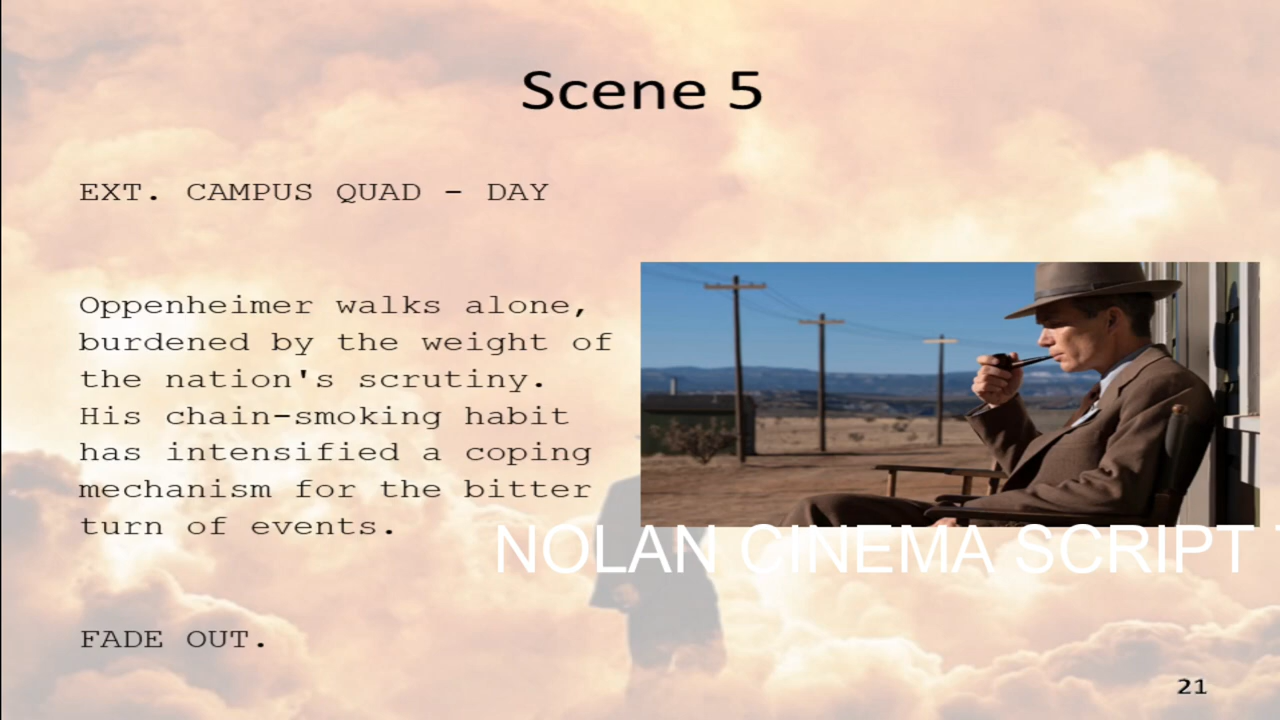 Scene 5
EXT. CAMPUS QUAD - DAY
Oppenheimer walks alone,
burdened by the weight of
the nation's scrutiny.
His chain-smoking habit
has intensified a coping
mechanism for the bitter
turn of events.
NOLAN CINEMA SCRIPT
FADE OUT.
21